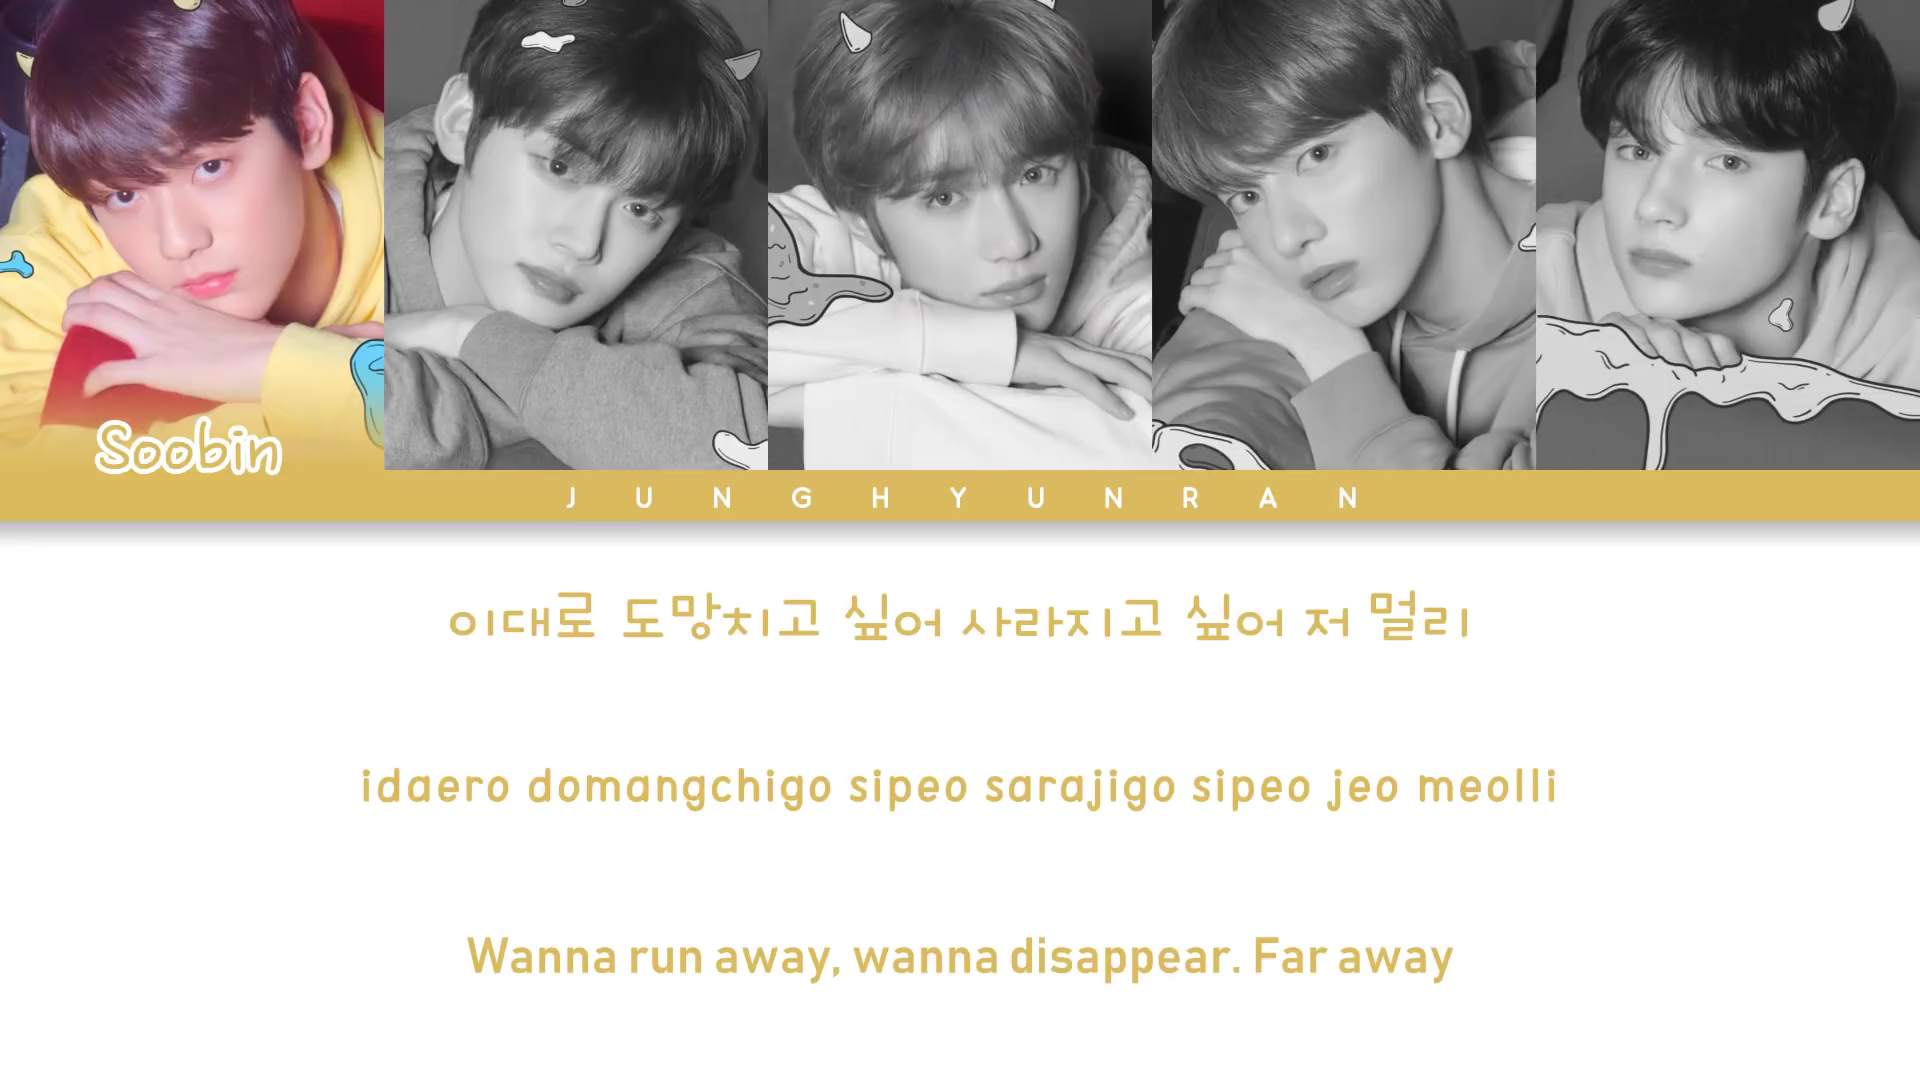 Soobin
JUNGHYUNRAN
이대로 도망치고 싶어 사라지고 싶어 저 멀리
idaero domangchigo sipeo sarajigo sipeo jeo meolli
Wanna run away, wanna disappear. Far away